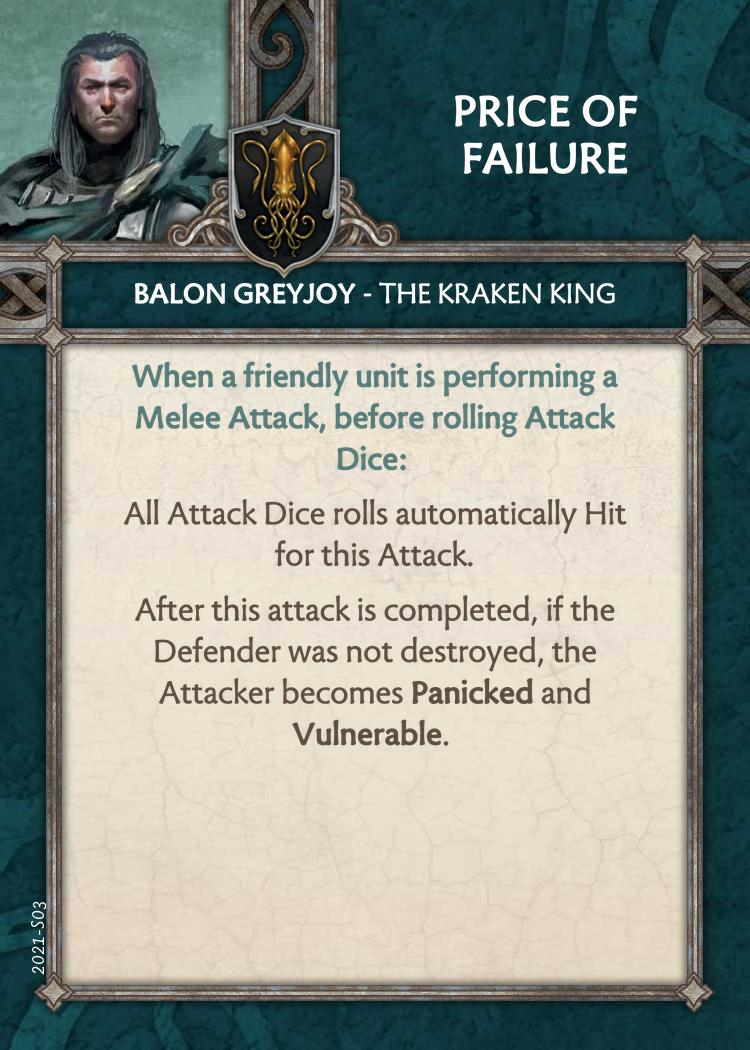 PRICE OF
FAILURE
BALON GREYJOY - THE KRAKEN KING
When a friendly unit is performing a
Melee Attack, before rolling Attack
Dice:
All Attack Dice rolls automatically Hit
for this Attack.
After this attack is completed, if the
Defender was not destroyed, the
Attacker becomes Panicked and
Vulnerable.
2021-S03